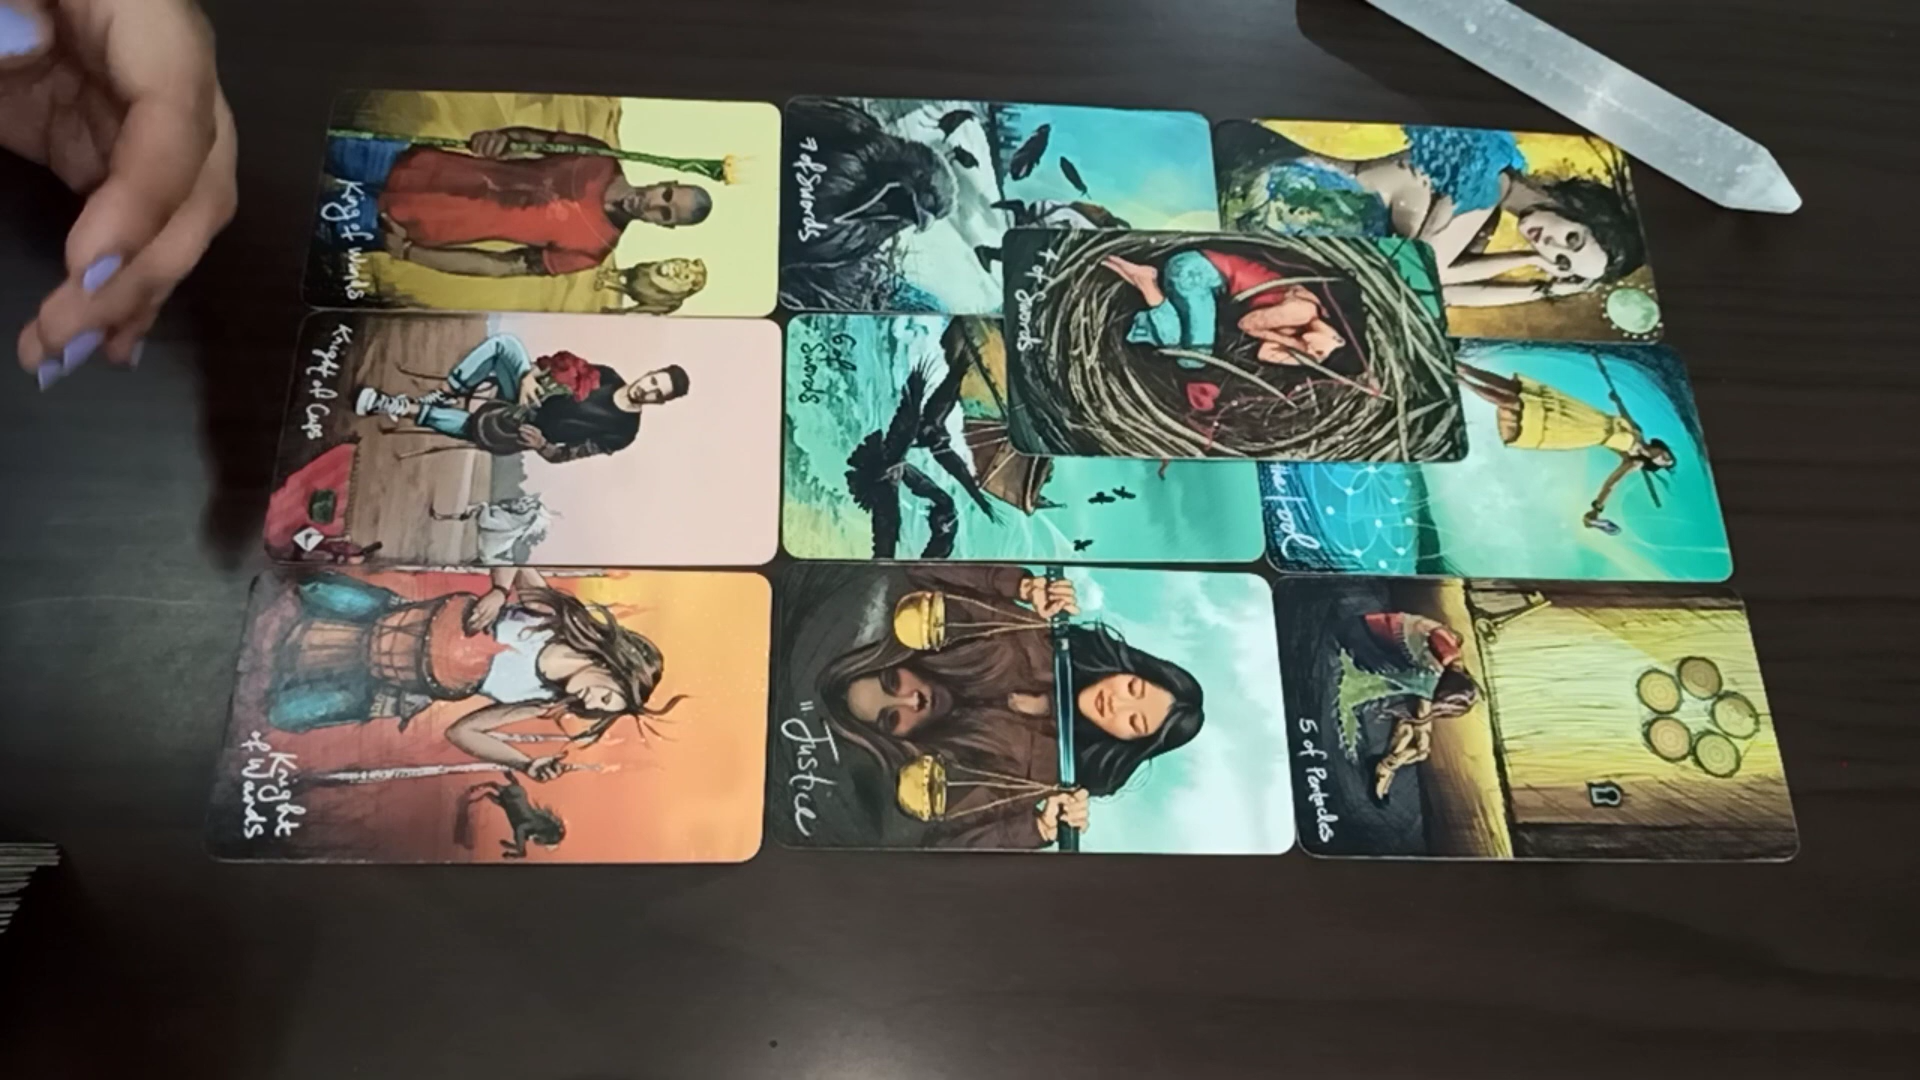 King of Wands
7 of Swords
4 of Swords
Knight of Cups
6 of
Swords
the fool
Knight
of Wands
11 Justice
5 of Pentacles